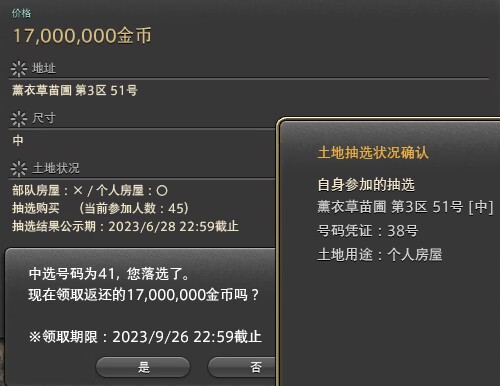 价格
17,000,000金币
地址
薰衣草苗圃 第3区 51号
尺寸
中
土地状况
部队房屋：× / 个人房屋：○
抽选购买 （当前参加人数：45）
抽选结果公示期：2023/6/28 22:59截止
土地抽选状况确认
自身参加的抽选
薰衣草苗圃 第3区 51号 [中]
号码凭证：38号
土地用途：个人房屋
中选号码为41，您落选了。
现在领取返还的17,000,000金币吗？
※领取期限：2023/9/26 22:59截止
是
否